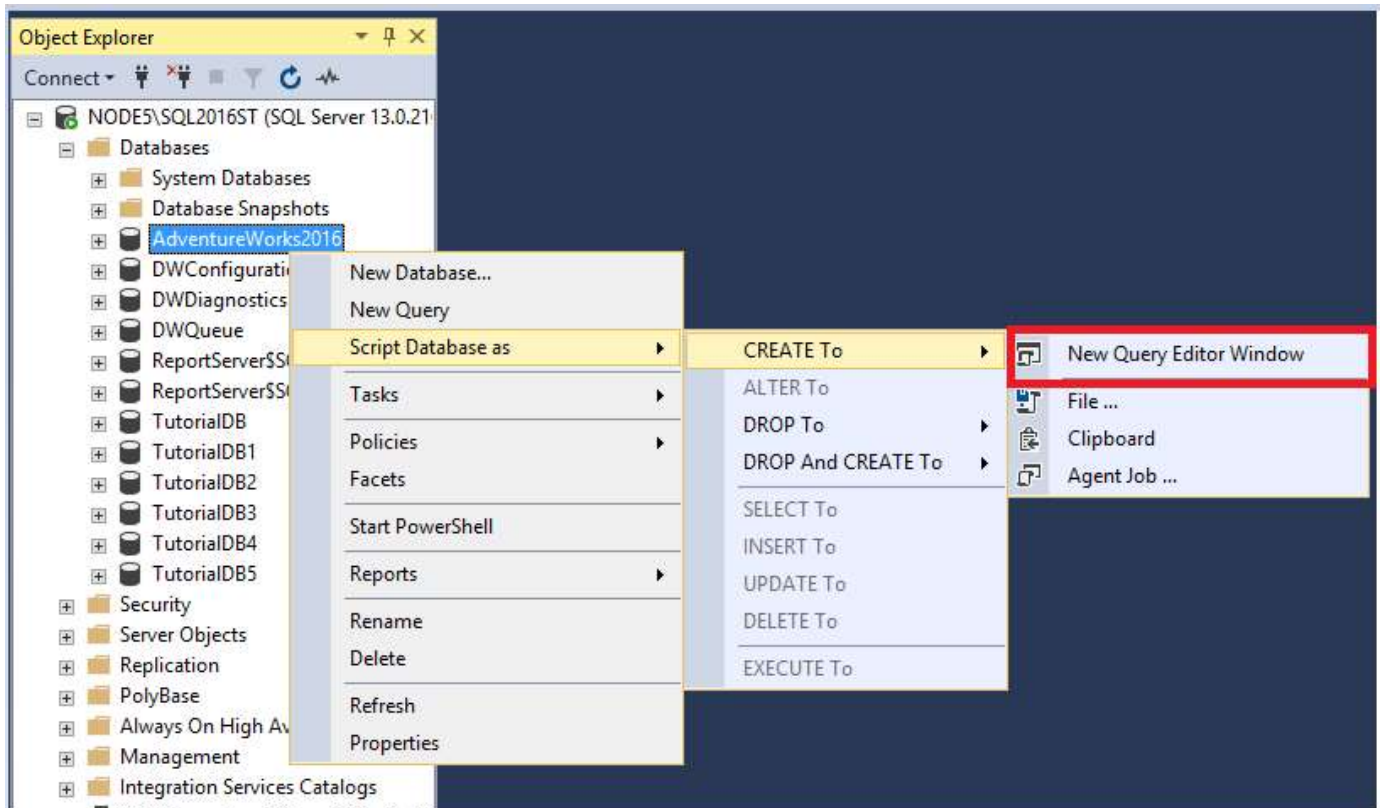 Object Explorer
Connect
NODE5\SQL2016ST (SQL Server 13.0.21
Databases
System Databases
Database Snapshots
AdventureWorks2016
DWConfigurati
DWDiagnostics
DWQueue
ReportServer$S
ReportServer$S
TutorialDB
TutorialDB1
TutorialDB2
TutorialDB3
TutorialDB4
TutorialDB5
Security
Server Objects
Replication
PolyBase
Always On High Av
Management
Integration Services Catalogs
New Database...
New Query
Script Database as
Tasks
Policies
Facets
Start PowerShell
Reports
Rename
Delete
Refresh
Properties
CREATE To
ALTER To
DROP To
DROP And CREATE To
SELECT To
INSERT To
UPDATE To
DELETE To
EXECUTE To
New Query Editor Window
File ...
Clipboard
Agent Job ...